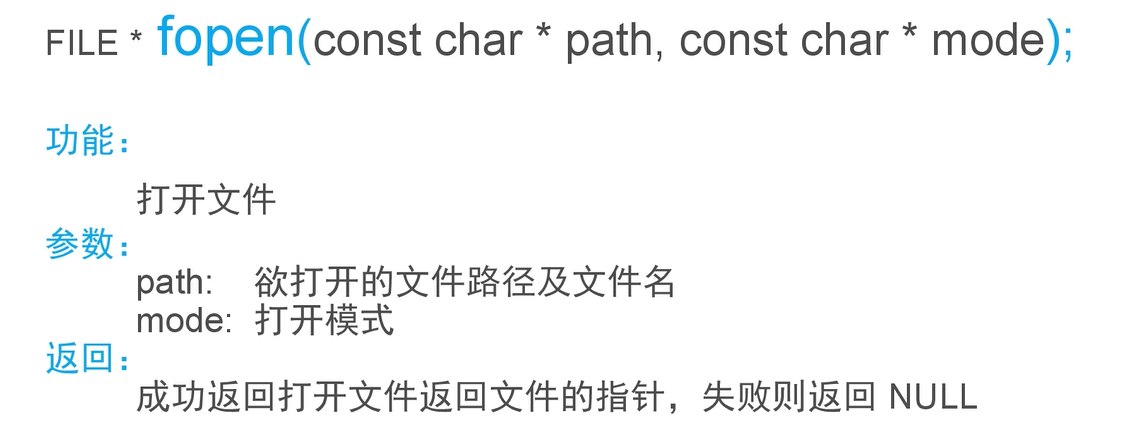 FILE * fopen(const char * path, const char * mode);
功能：
打开文件
参数：
path: 欲打开的文件路径及文件名
mode: 打开模式
返回：
成功返回打开文件返回文件的指针，失败则返回 NULL